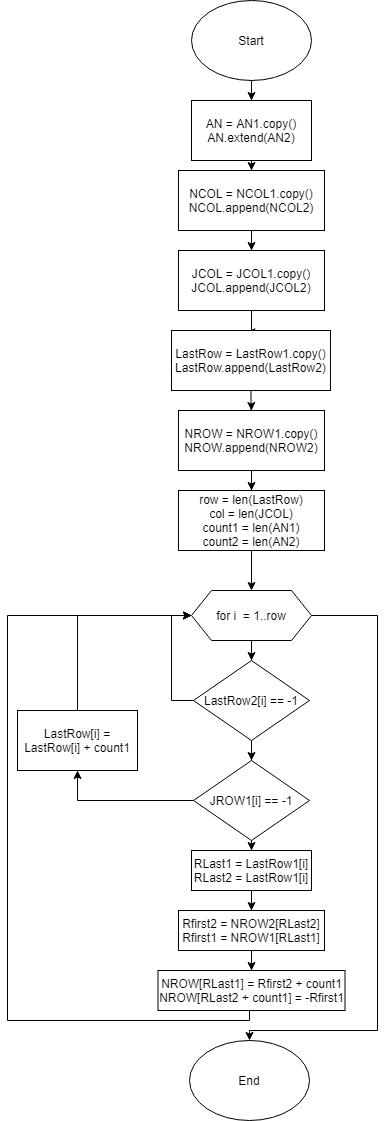 Start
AN = AN1.copy()
AN.extend(AN2)
NCOL = NCOL1.copy()
NCOL.append(NCOL2)
JCOL = JCOL1.copy()
JCOL.append(JCOL2)
LastRow = LastRow1.copy()
LastRow.append(LastRow2)
NROW = NROW1.copy()
NROW.append(NROW2)
row = len(LastRow)
col = len(JCOL)
count1 = len(AN1)
count2 = len(AN2)
for i = 1..row
LastRow2[i] == -1
LastRow[i] =
LastRow[i] + count1
JROW1[i] == -1
RLast1 = LastRow1[i]
RLast2 = LastRow1[i]
Rfirst2 = NROW2[RLast2]
Rfirst1 = NROW1[RLast1]
NROW[RLast1] = Rfirst2 + count1
NROW[RLast2 + count1] = -Rfirst1
End